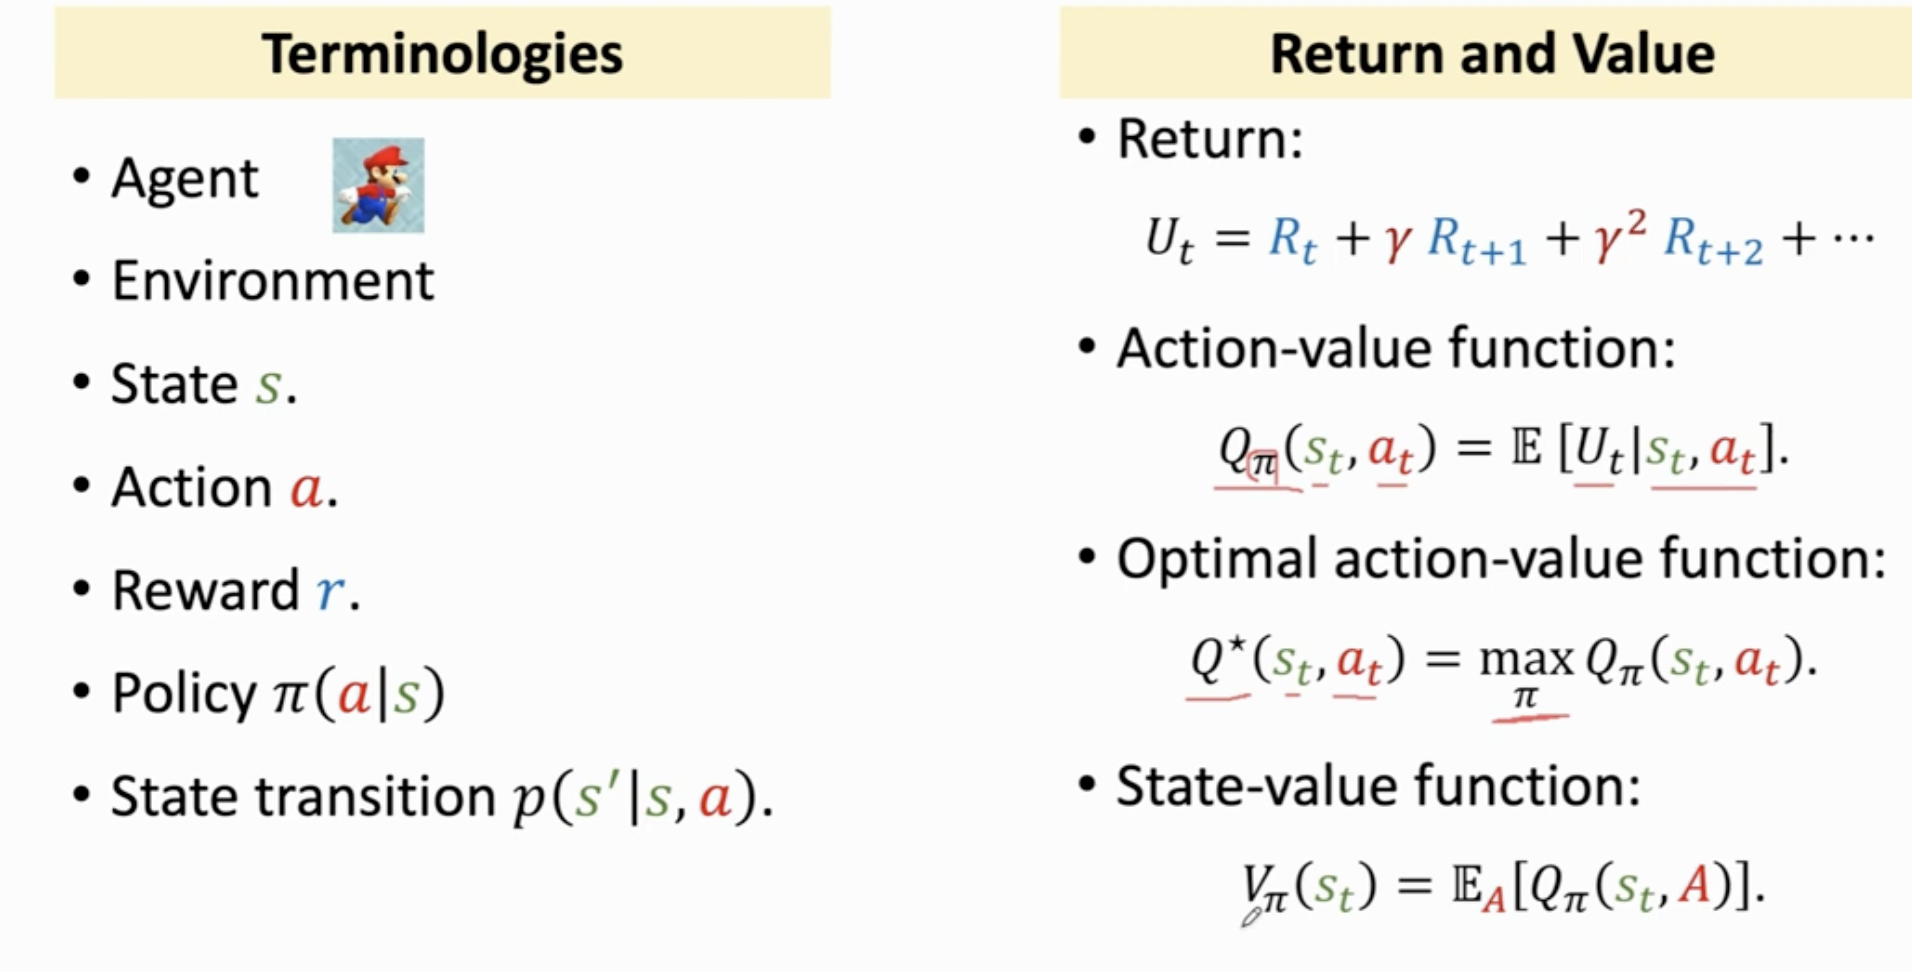 Terminologies
• Agent
• Environment
• State s.
• Action a.
• Reward r.
• Policy π(a|s)
• State transition p(s′|s, a).
Return and Value
• Return:
U_t = R_t + γ R_{t+1} + γ² R_{t+2} + ⋯
• Action-value function:
Q_π(s_t, a_t) = 𝔼 [U_t|s_t, a_t].
• Optimal action-value function:
Q⋆(s_t, a_t) = max_π Q_π(s_t, a_t).
• State-value function:
V_π(s_t) = 𝔼_A[Q_π(s_t, A)].